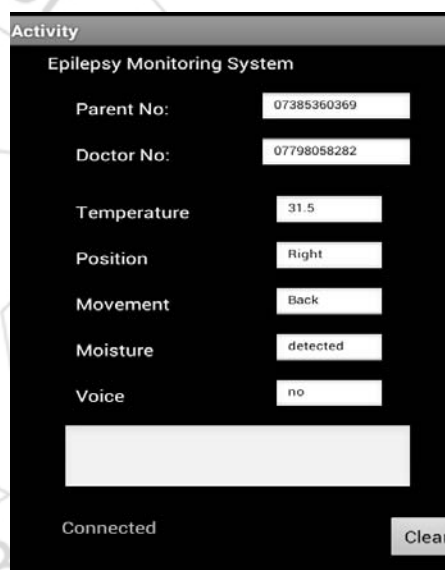 Activity
Epilepsy Monitoring System
Parent No: 07385360369
Doctor No: 07798058282
Temperature 31.5
Position Right
Movement Back
Moisture detected
Voice no
Connected Clear